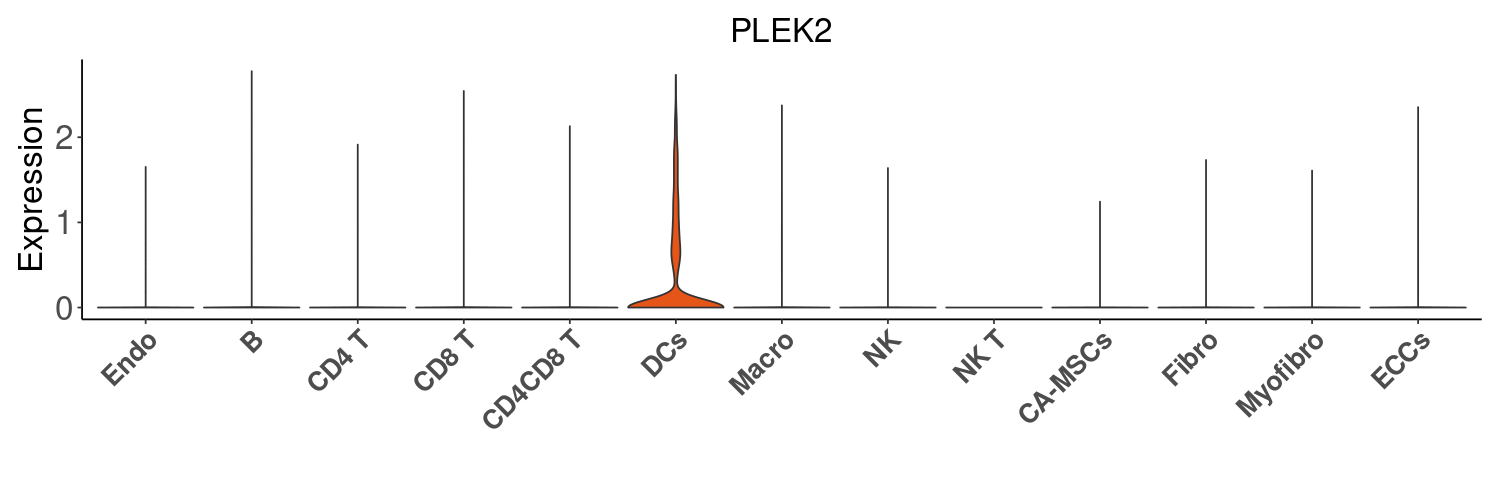 PLEK2
Expression
2
1
0
Endo
B
CD4 T
CD8 T
CD4CD8 T
DCs
Macro
NK
NK T
CA-MSCs
Fibro
Myofibro
ECCs